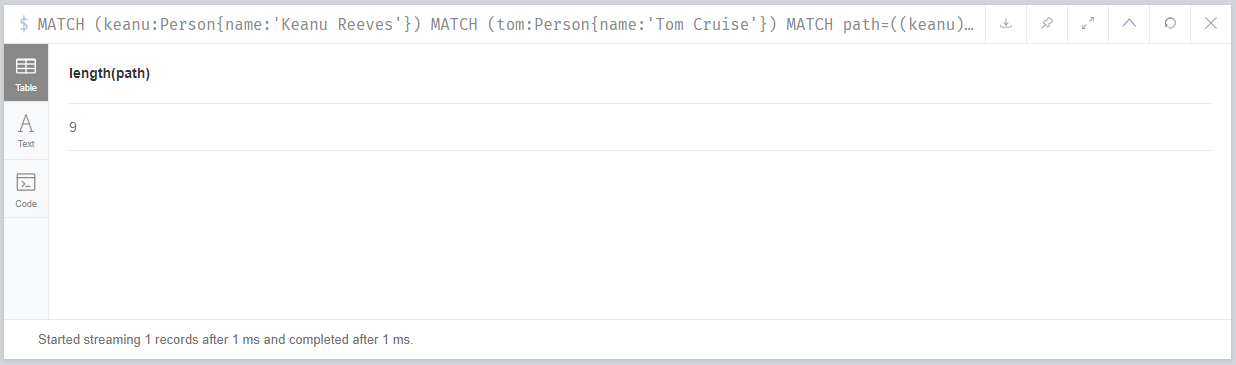 $ MATCH (keanu:Person{name:'Keanu Reeves'}) MATCH (tom:Person{name:'Tom Cruise'}) MATCH path=((keanu)…
Table
length(path)
9
Text
Code
Started streaming 1 records after 1 ms and completed after 1 ms.